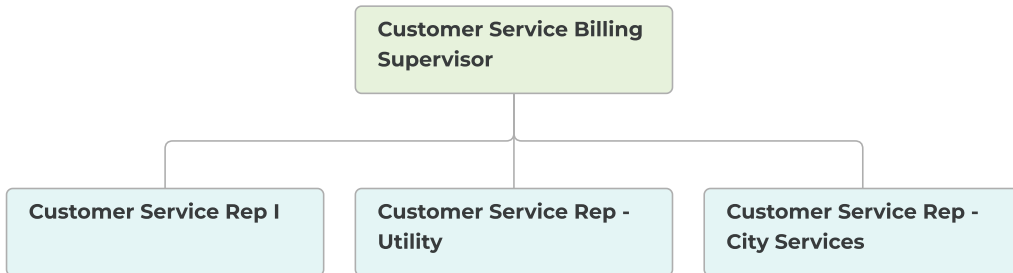 Customer Service Billing
Supervisor
Customer Service Rep I
Customer Service Rep -
Utility
Customer Service Rep -
City Services